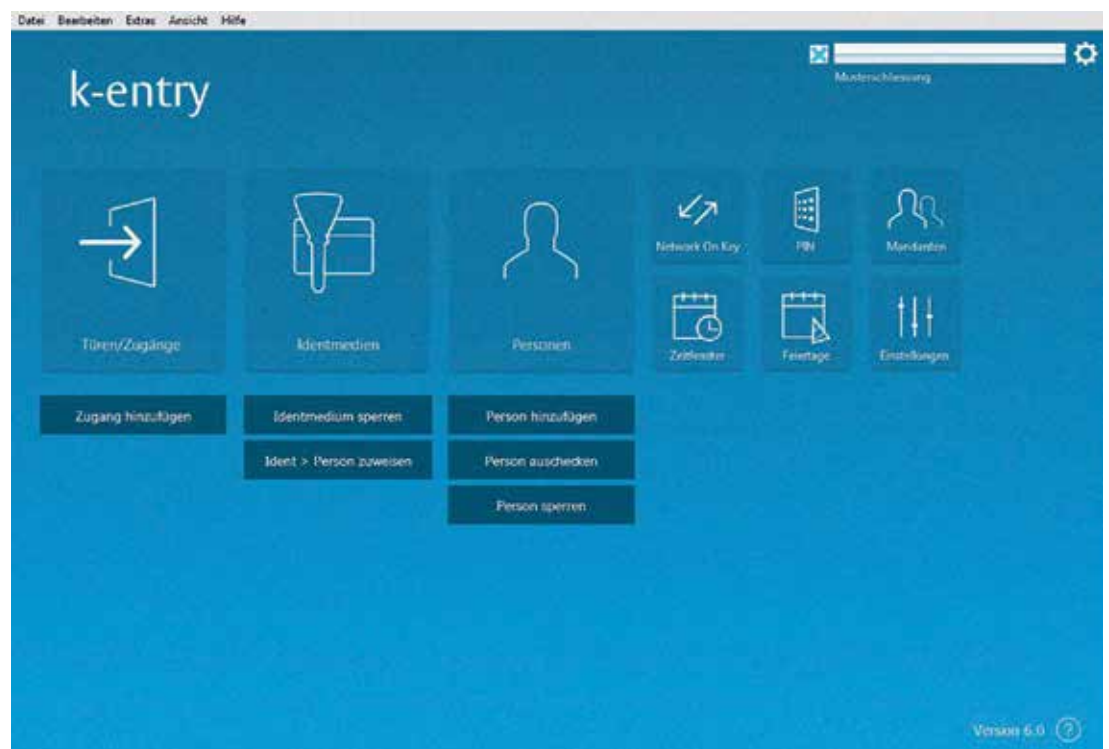 Datei Bearbeiten Extras Ansicht Hilfe
k-entry
Musterschliessung
Türen/Zugänge
Identmedien
Personen
Network On Key
PIN
Mandanten
Zeitfenster
Feiertage
Einstellungen
Zugang hinzufügen
Identmedium sperren
Person hinzufügen
Ident > Person zuweisen
Person auschecken
Person sperren
Version 6.0 ?